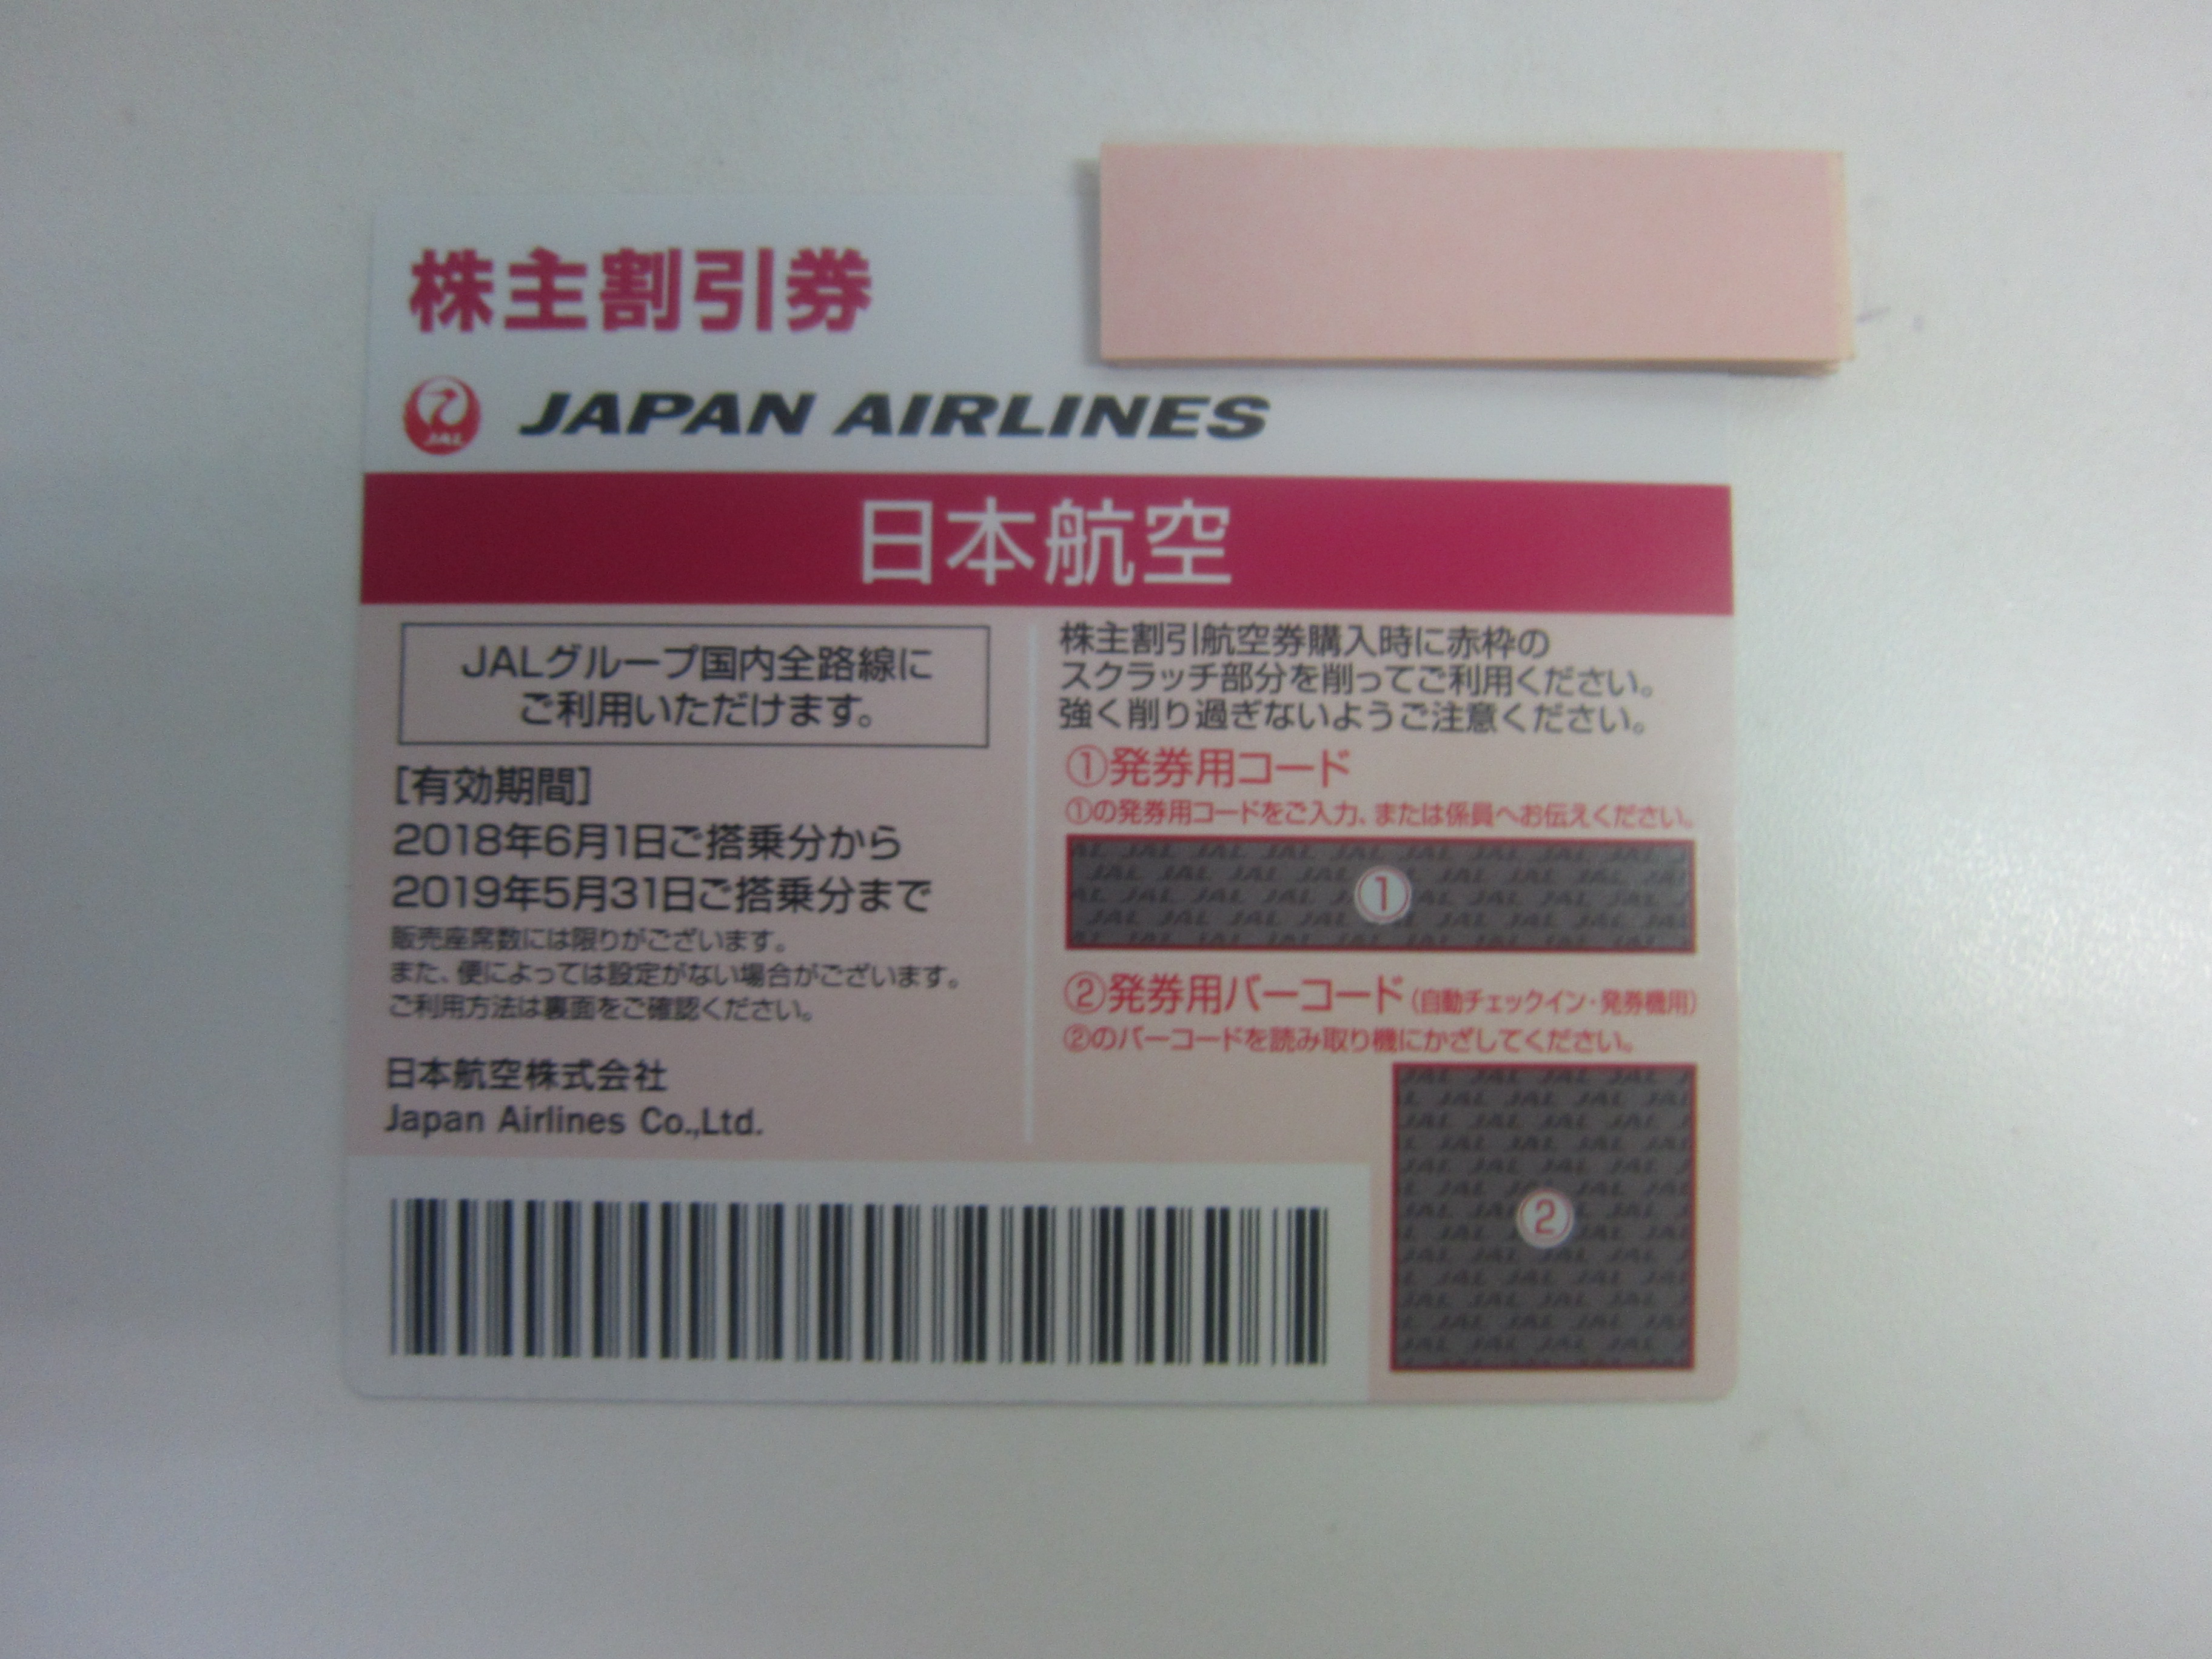 株主割引券
JAL
JAPAN AIRLINES
日本航空
JALグループ国内全路線に
ご利用いただけます。
[有効期間]
2018年6月1日ご搭乗分から
2019年5月31日ご搭乗分まで
販売座席数には限りがございます。
また、便によっては設定がない場合がございます。
ご利用方法は裏面をご確認ください。
日本航空株式会社
Japan Airlines Co.,Ltd.
株主割引航空券購入時に赤枠の
スクラッチ部分を削ってご利用ください。
強く削り過ぎないようご注意ください。
①発券用コード
①の発券用コードをご入力、または係員へお伝えください。
①
②発券用バーコード(自動チェックイン・発券機用)
②のバーコードを読み取り機にかざしてください。
②